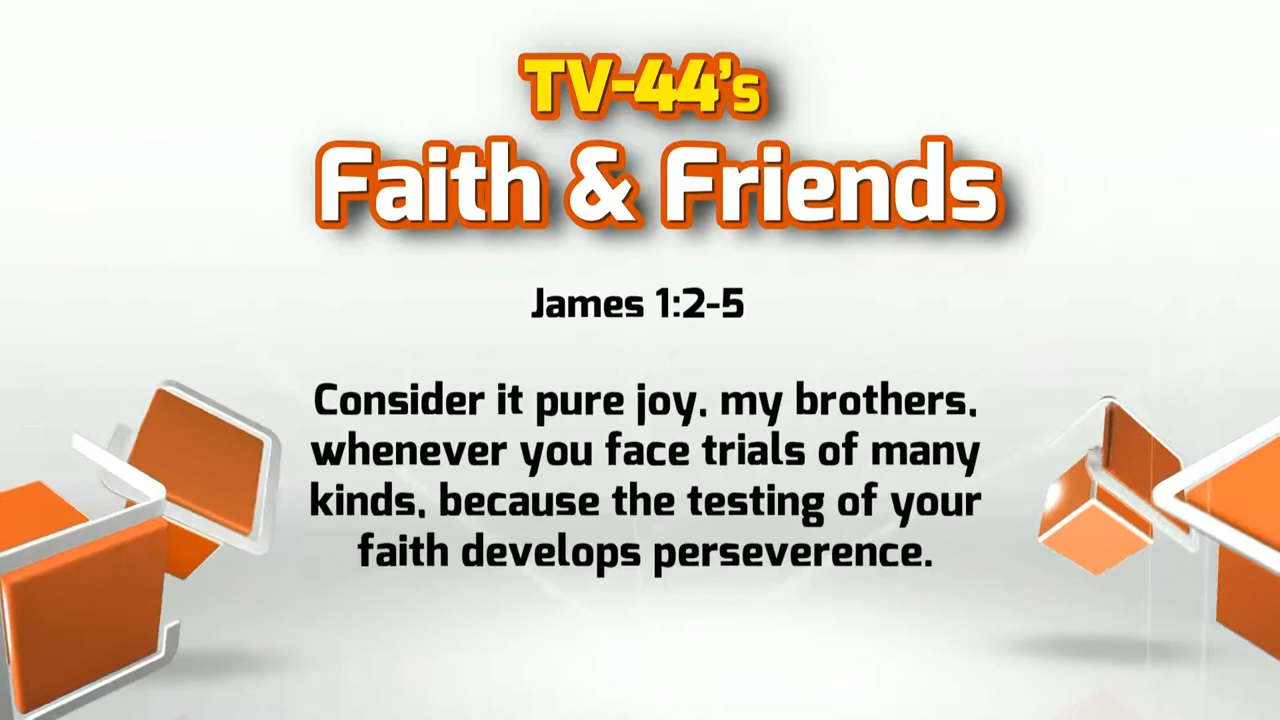 TV-44's
Faith & Friends
James 1:2-5
Consider it pure joy, my brothers,
whenever you face trials of many
kinds, because the testing of your
faith develops perseverence.